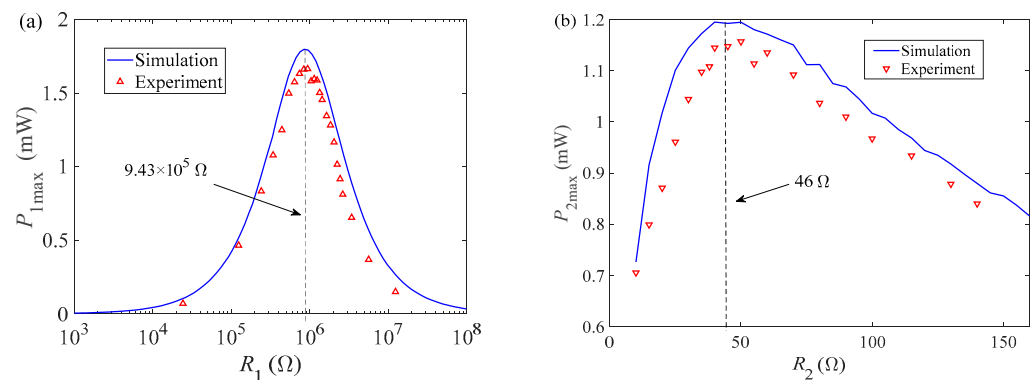 (a)
2
1.5
1
0.5
0
P1max (mW)
Simulation
Experiment
9.43×10^5 Ω
10^3
10^4
10^5
10^6
10^7
10^8
R1 (Ω)
(b)
1.2
1.1
1
0.9
0.8
0.7
0.6
P2max (mW)
Simulation
Experiment
46 Ω
0
50
100
150
R2 (Ω)